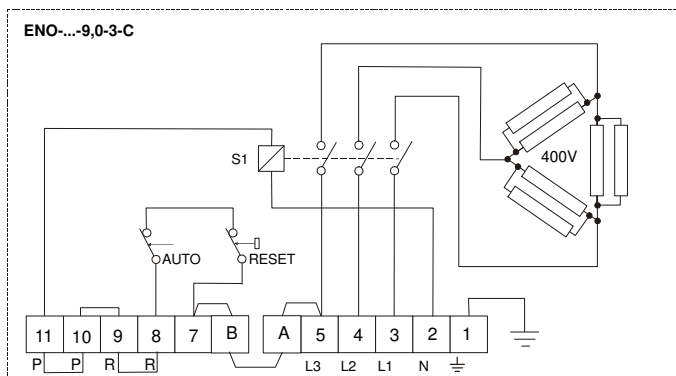 ENO-...-9,0-3-C
400V
S1
AUTO RESET
11 10 9 8 7 B A 5 4 3 2 1
P P R R L3 L2 L1 N